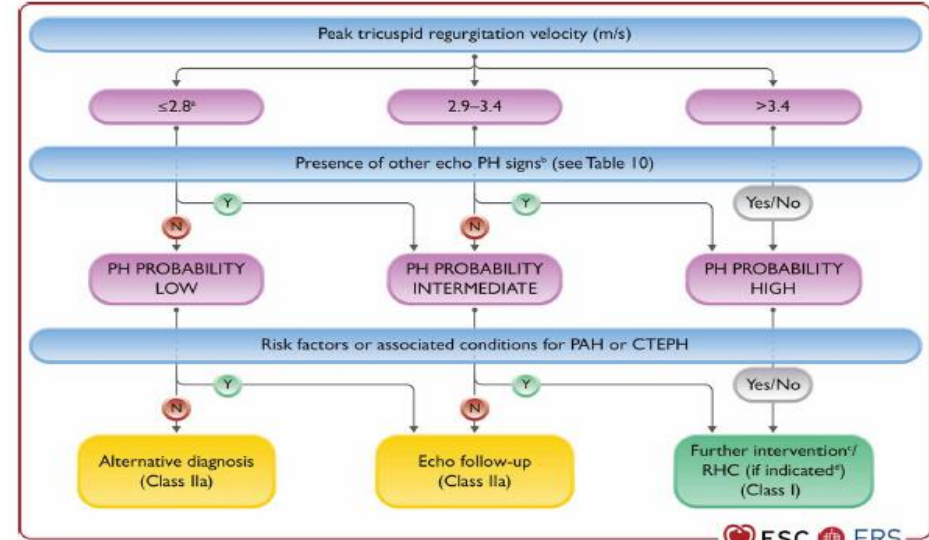 Peak tricuspid regurgitation velocity (m/s)
≤2.8ᵃ
2.9–3.4
>3.4
Presence of other echo PH signsᵇ (see Table 10)
Y
Y
Yes/No
N
N
PH PROBABILITY
LOW
PH PROBABILITY
INTERMEDIATE
PH PROBABILITY
HIGH
Risk factors or associated conditions for PAH or CTEPH
Y
Y
Yes/No
N
N
Alternative diagnosis
(Class IIa)
Echo follow-up
(Class IIa)
Further interventionᶜ/
RHC (if indicatedᵈ)
(Class I)
ESC ERS